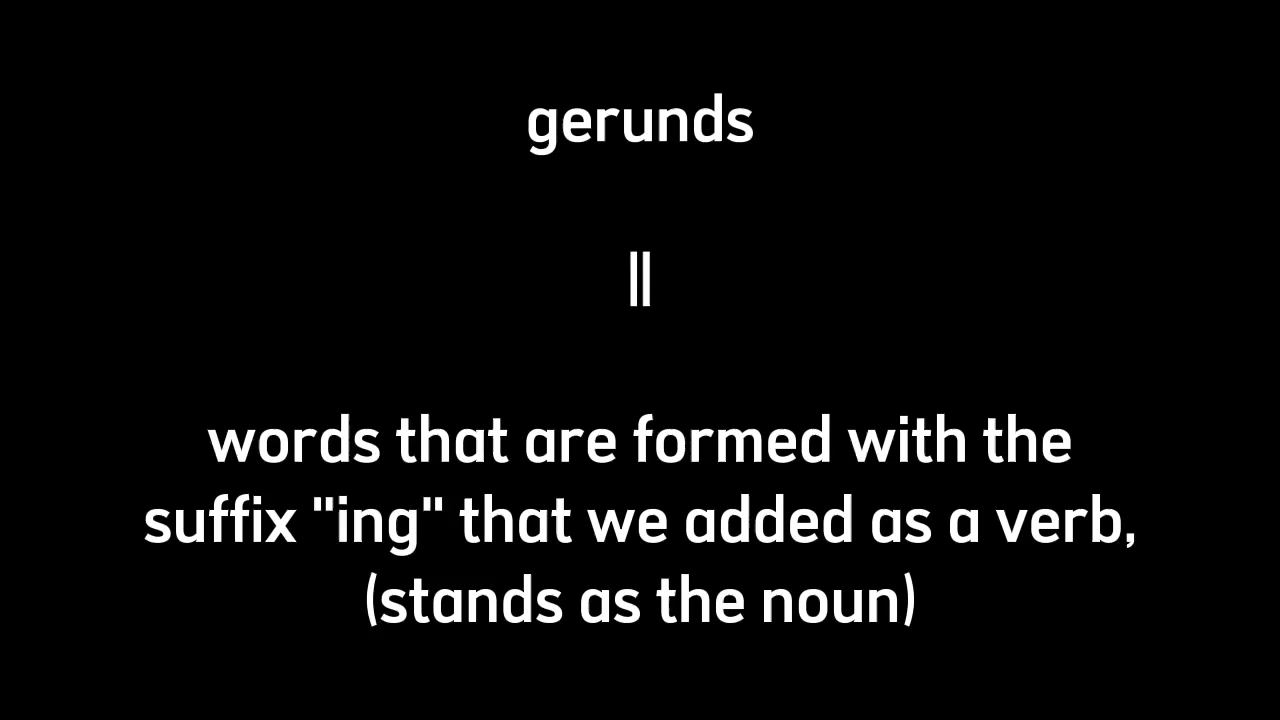 gerunds
||
words that are formed with the
suffix "ing" that we added as a verb,
(stands as the noun)